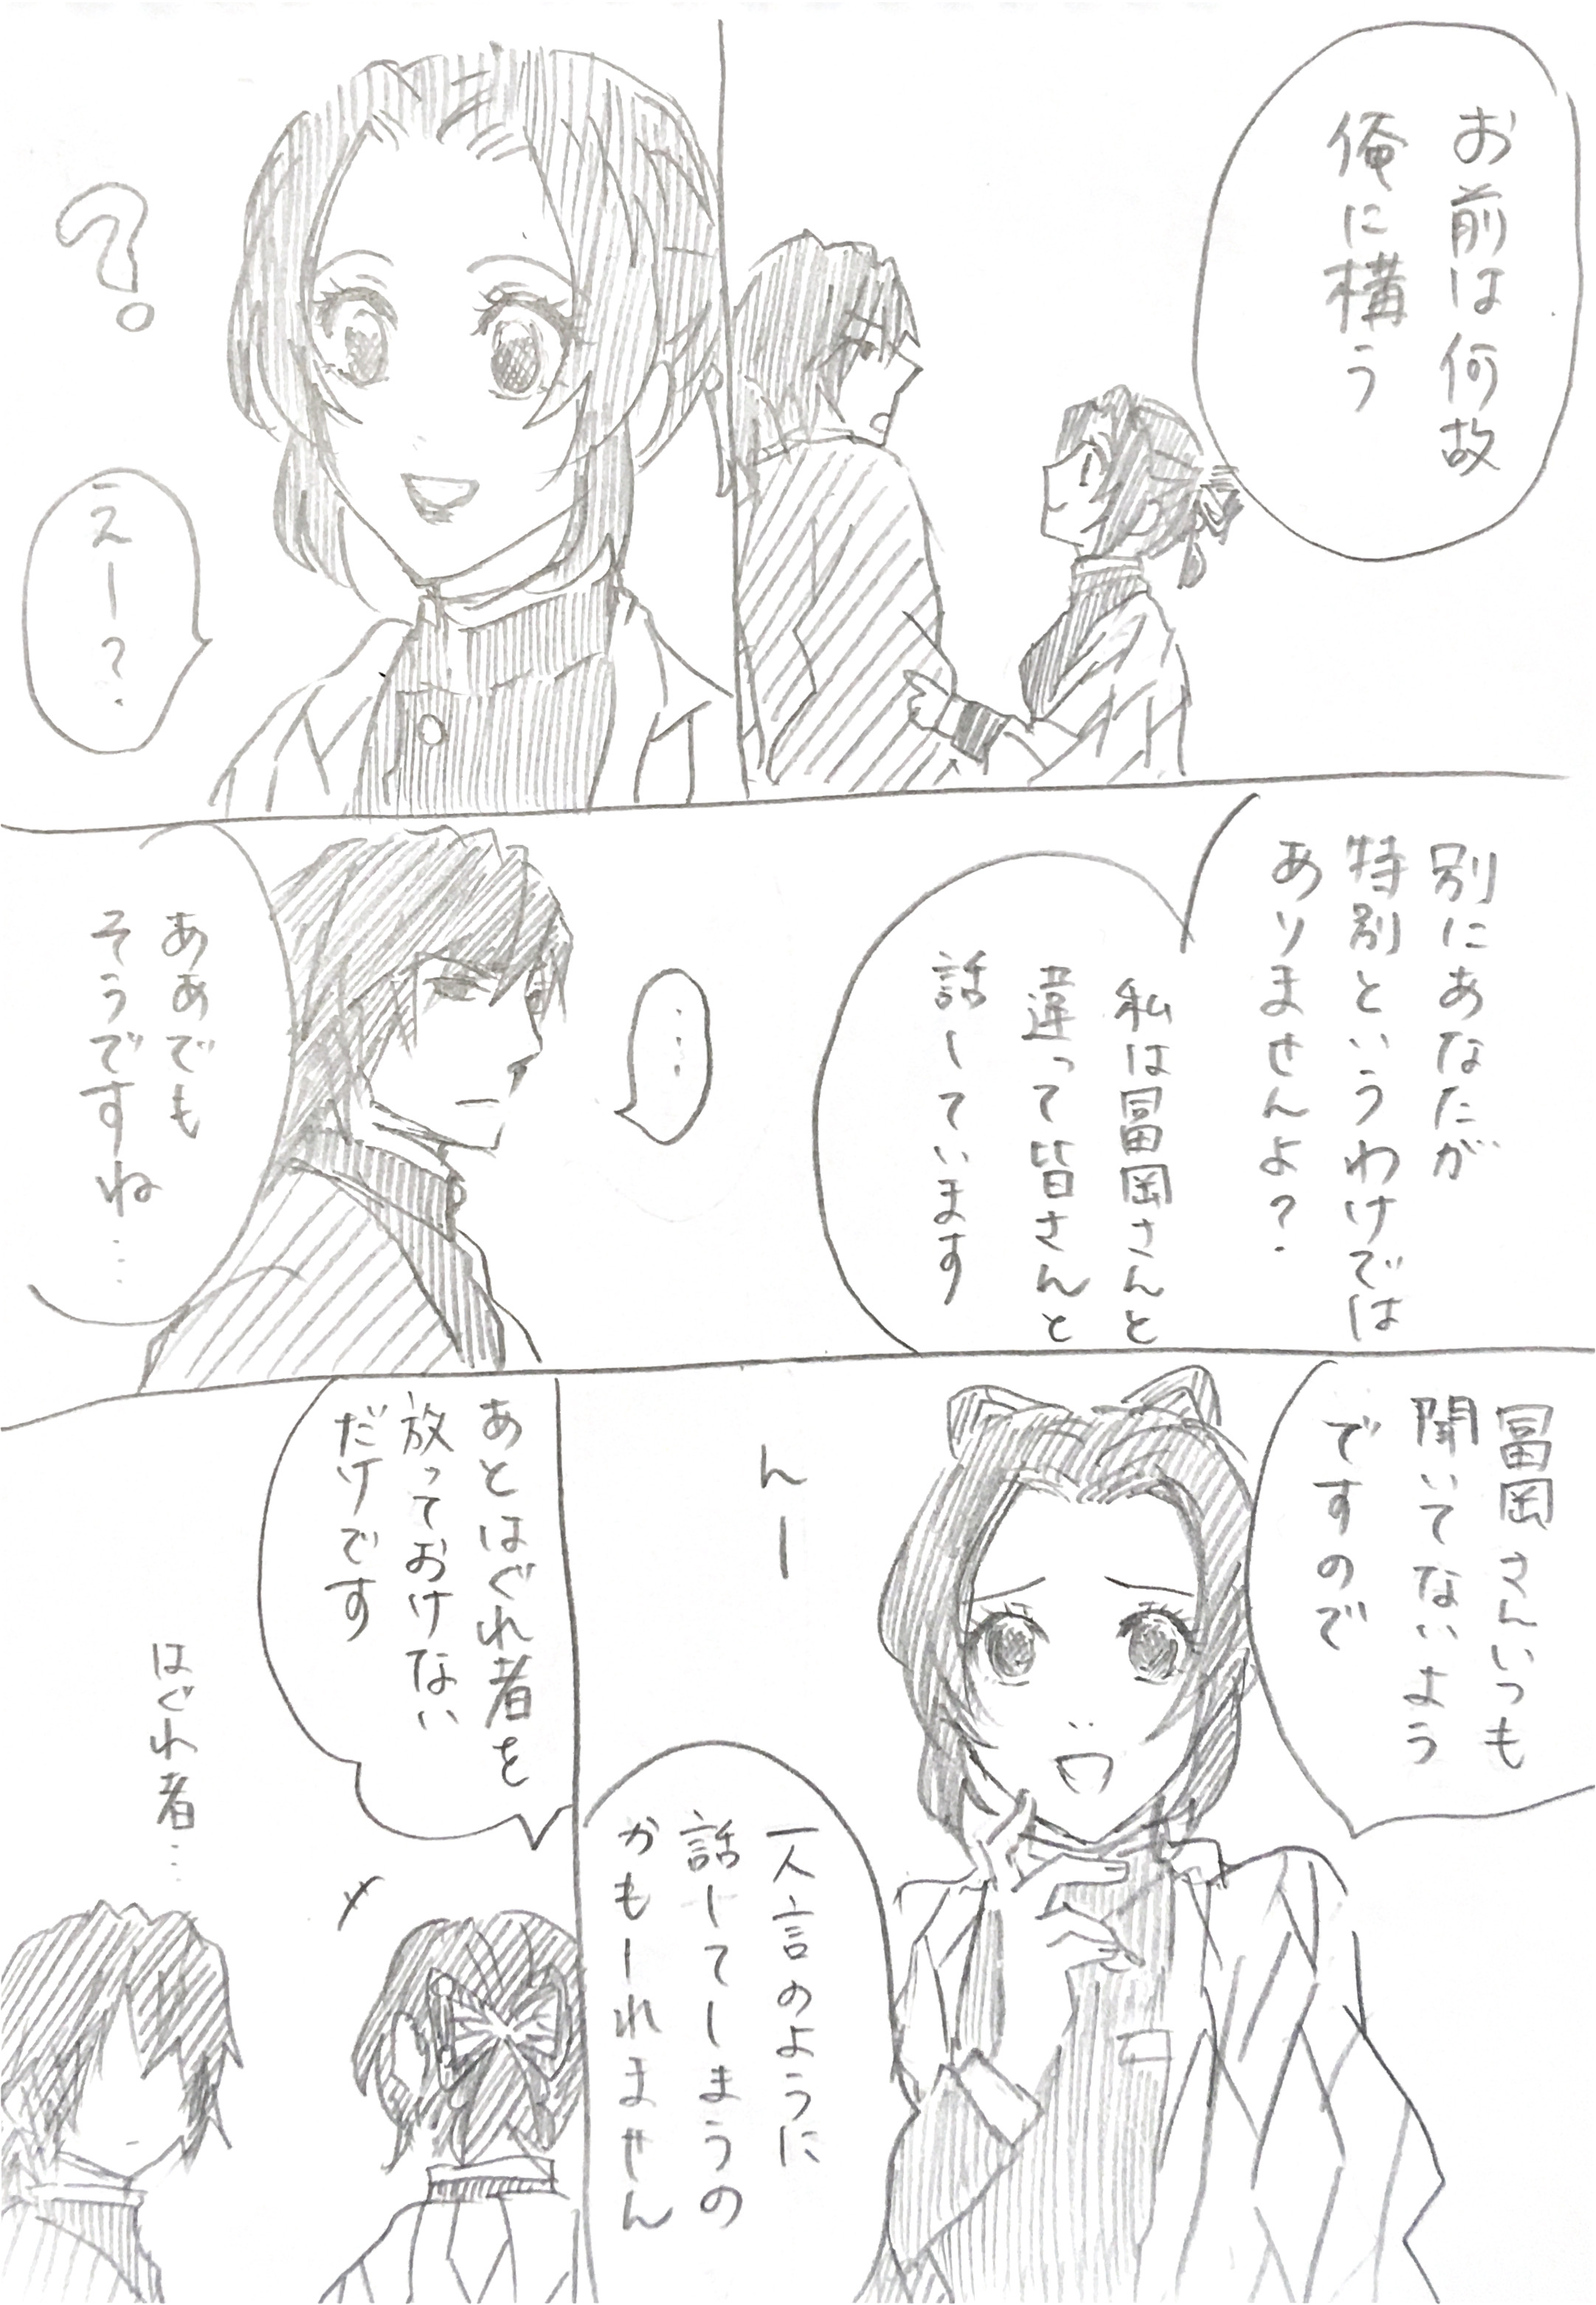 お前は何故
俺に構う
?
えー?
別にあなたが
特別というわけでは
ありませんよ?
私は冨岡さんと
違って皆さんと
話しています
…
ああでも
そうですね…
冨岡さんいつも
聞いてないよう
ですので
んー
一人言のように
話してしまうの
かもしれません
あとはぐれ者を
放っておけない
だけです
はぐれ者…